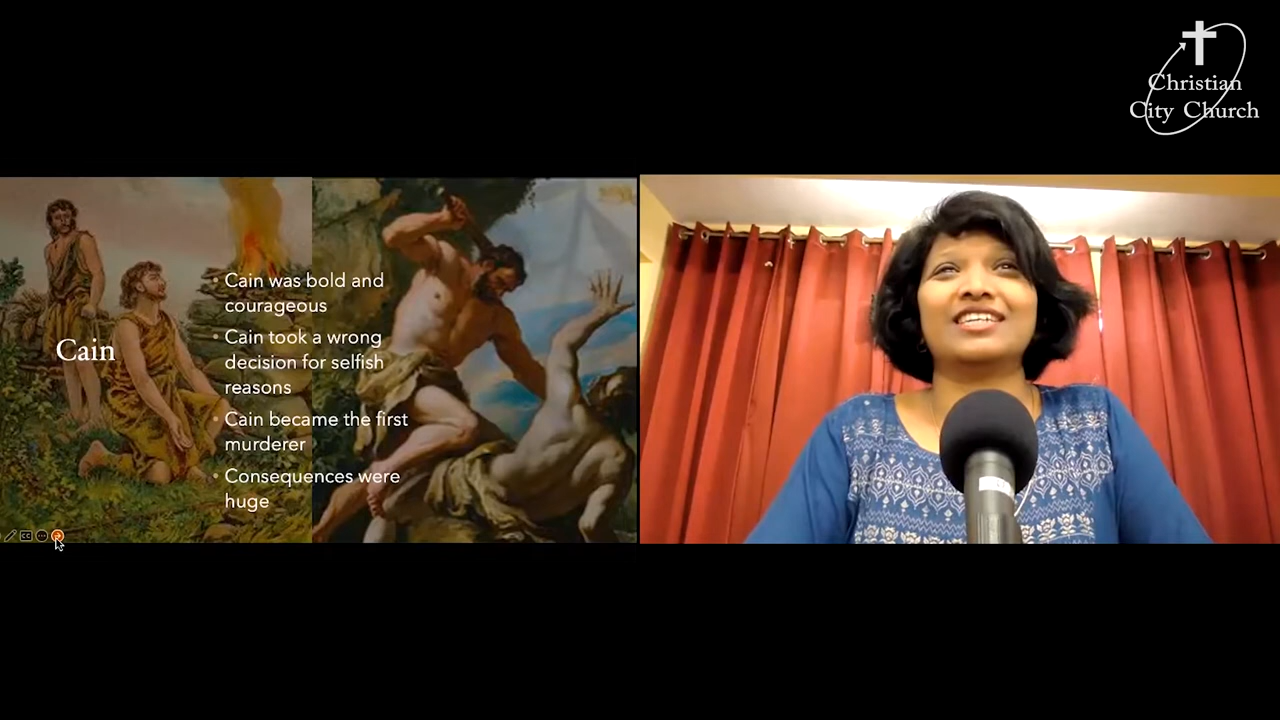 Christian
City Church
Cain
• Cain was bold and
courageous
• Cain took a wrong
decision for selfish
reasons
• Cain became the first
murderer
• Consequences were
huge